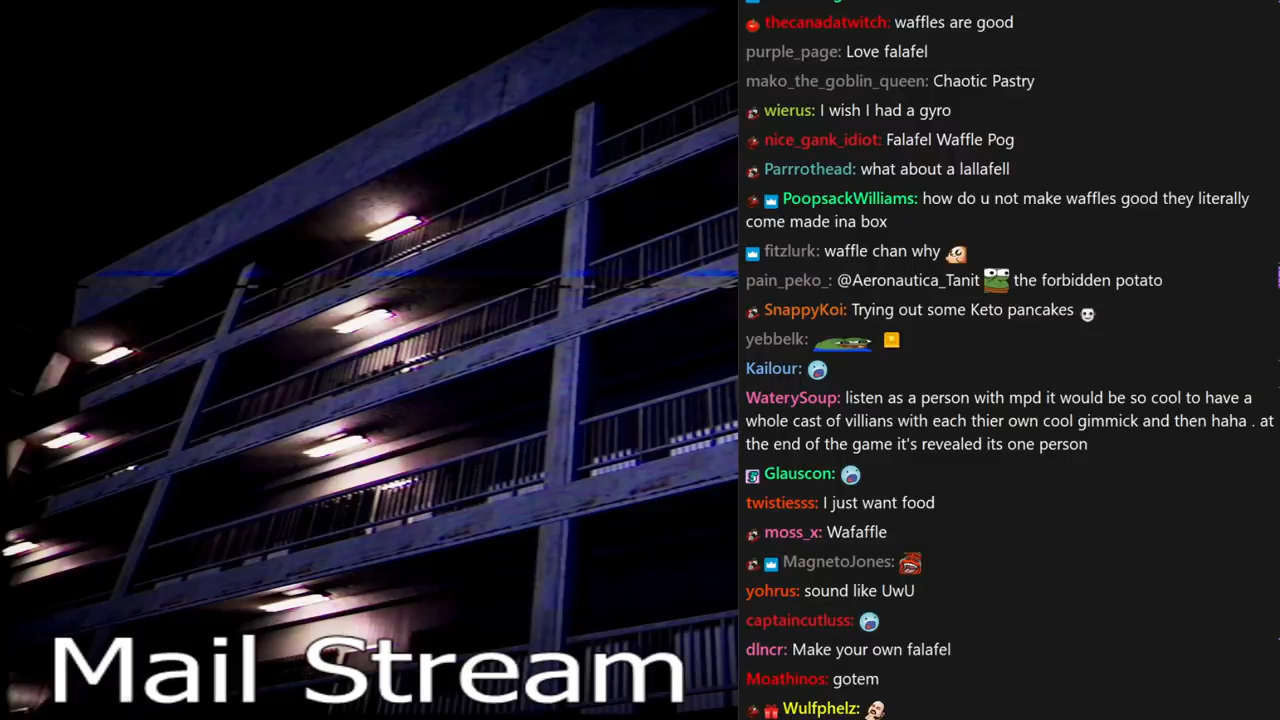 thecanadatwitch: waffles are good
purple_page: Love falafel
mako_the_goblin_queen: Chaotic Pastry
wierus: I wish I had a gyro
nice_gank_idiot: Falafel Waffle Pog
Parrrothead: what about a lallafell
PoopsackWilliams: how do u not make waffles good they literally
come made ina box
fitzlurk: waffle chan why
pain_peko_: @Aeronautica_Tanit the forbidden potato
SnappyKoi: Trying out some Keto pancakes
yebbelk:
Kailour:
WaterySoup: listen as a person with mpd it would be so cool to have a
whole cast of villians with each thier own cool gimmick and then haha . at
the end of the game it's revealed its one person
Glauscon:
twistiesss: I just want food
moss_x: Wafaffle
MagnetoJones:
yohrus: sound like UwU
captaincutluss:
dlncr: Make your own falafel
Moathinos: gotem
Wulfphelz:
Mail Stream